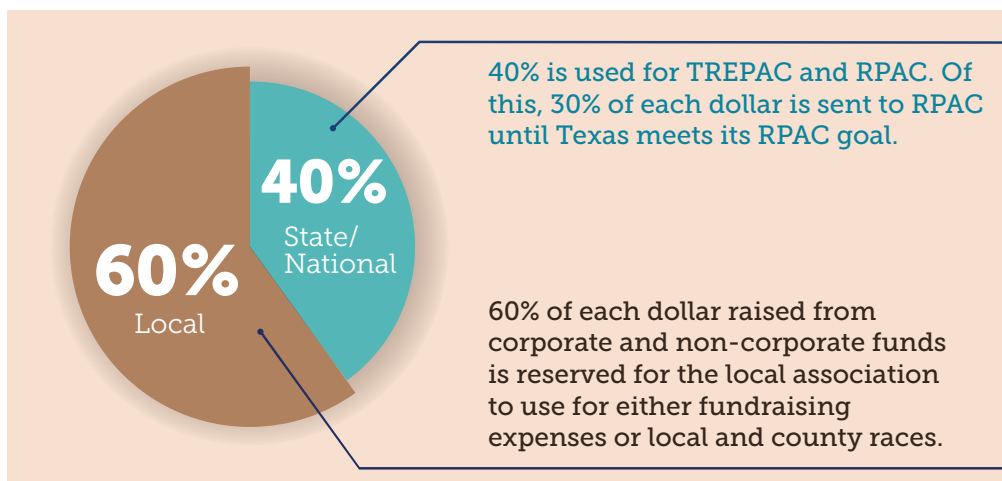 40%
State/
National
60%
Local
40% is used for TREPAC and RPAC. Of
this, 30% of each dollar is sent to RPAC
until Texas meets its RPAC goal.
60% of each dollar raised from
corporate and non-corporate funds
is reserved for the local association
to use for either fundraising
expenses or local and county races.